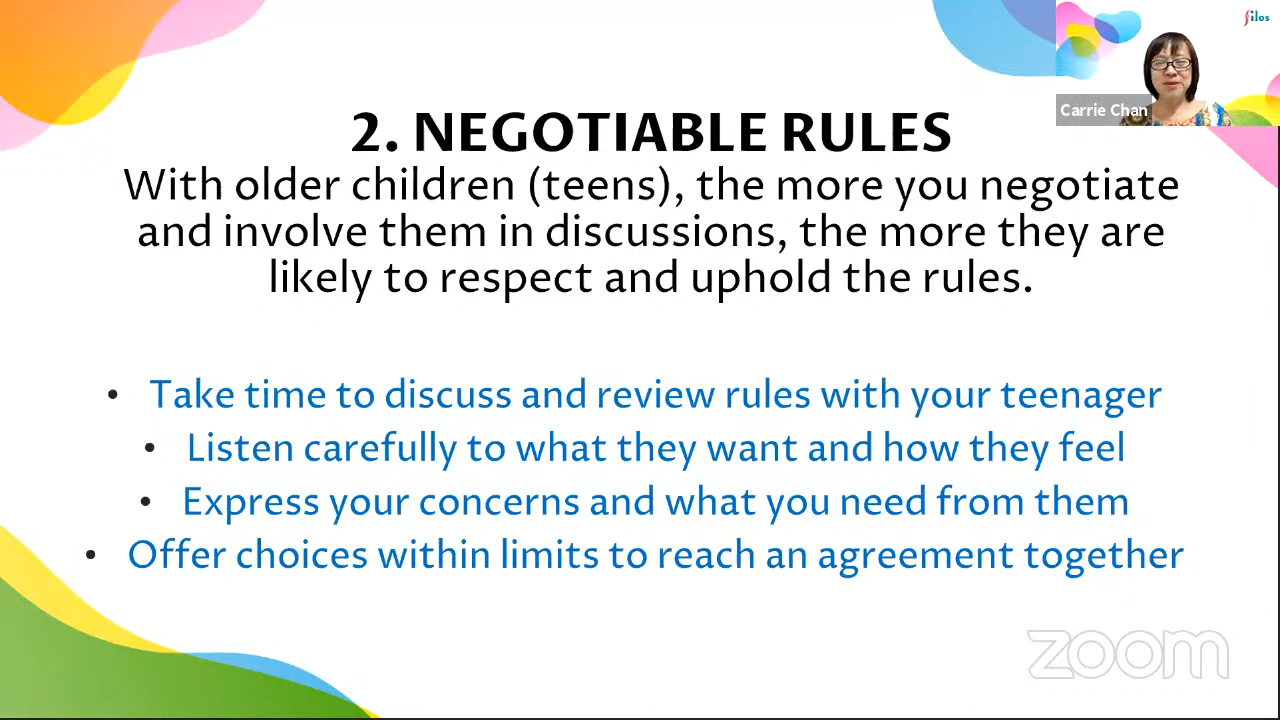 filos
Carrie Chan
2. NEGOTIABLE RULES
With older children (teens), the more you negotiate
and involve them in discussions, the more they are
likely to respect and uphold the rules.
• Take time to discuss and review rules with your teenager
• Listen carefully to what they want and how they feel
• Express your concerns and what you need from them
• Offer choices within limits to reach an agreement together
zoom